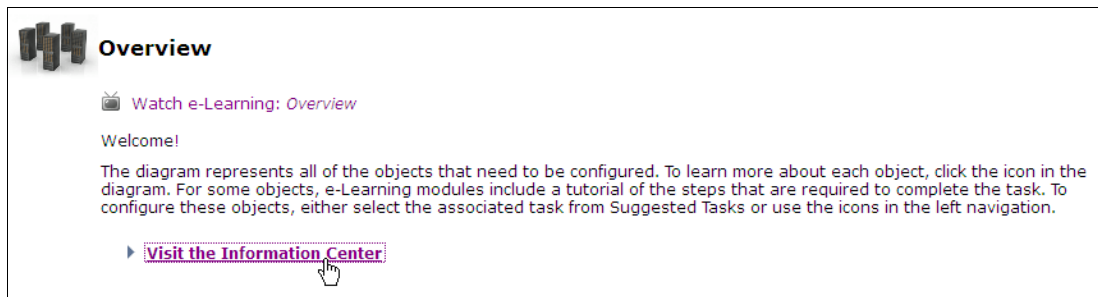 Overview
Watch e-Learning: Overview
Welcome!
The diagram represents all of the objects that need to be configured. To learn more about each object, click the icon in the
diagram. For some objects, e-Learning modules include a tutorial of the steps that are required to complete the task. To
configure these objects, either select the associated task from Suggested Tasks or use the icons in the left navigation.
Visit the Information Center